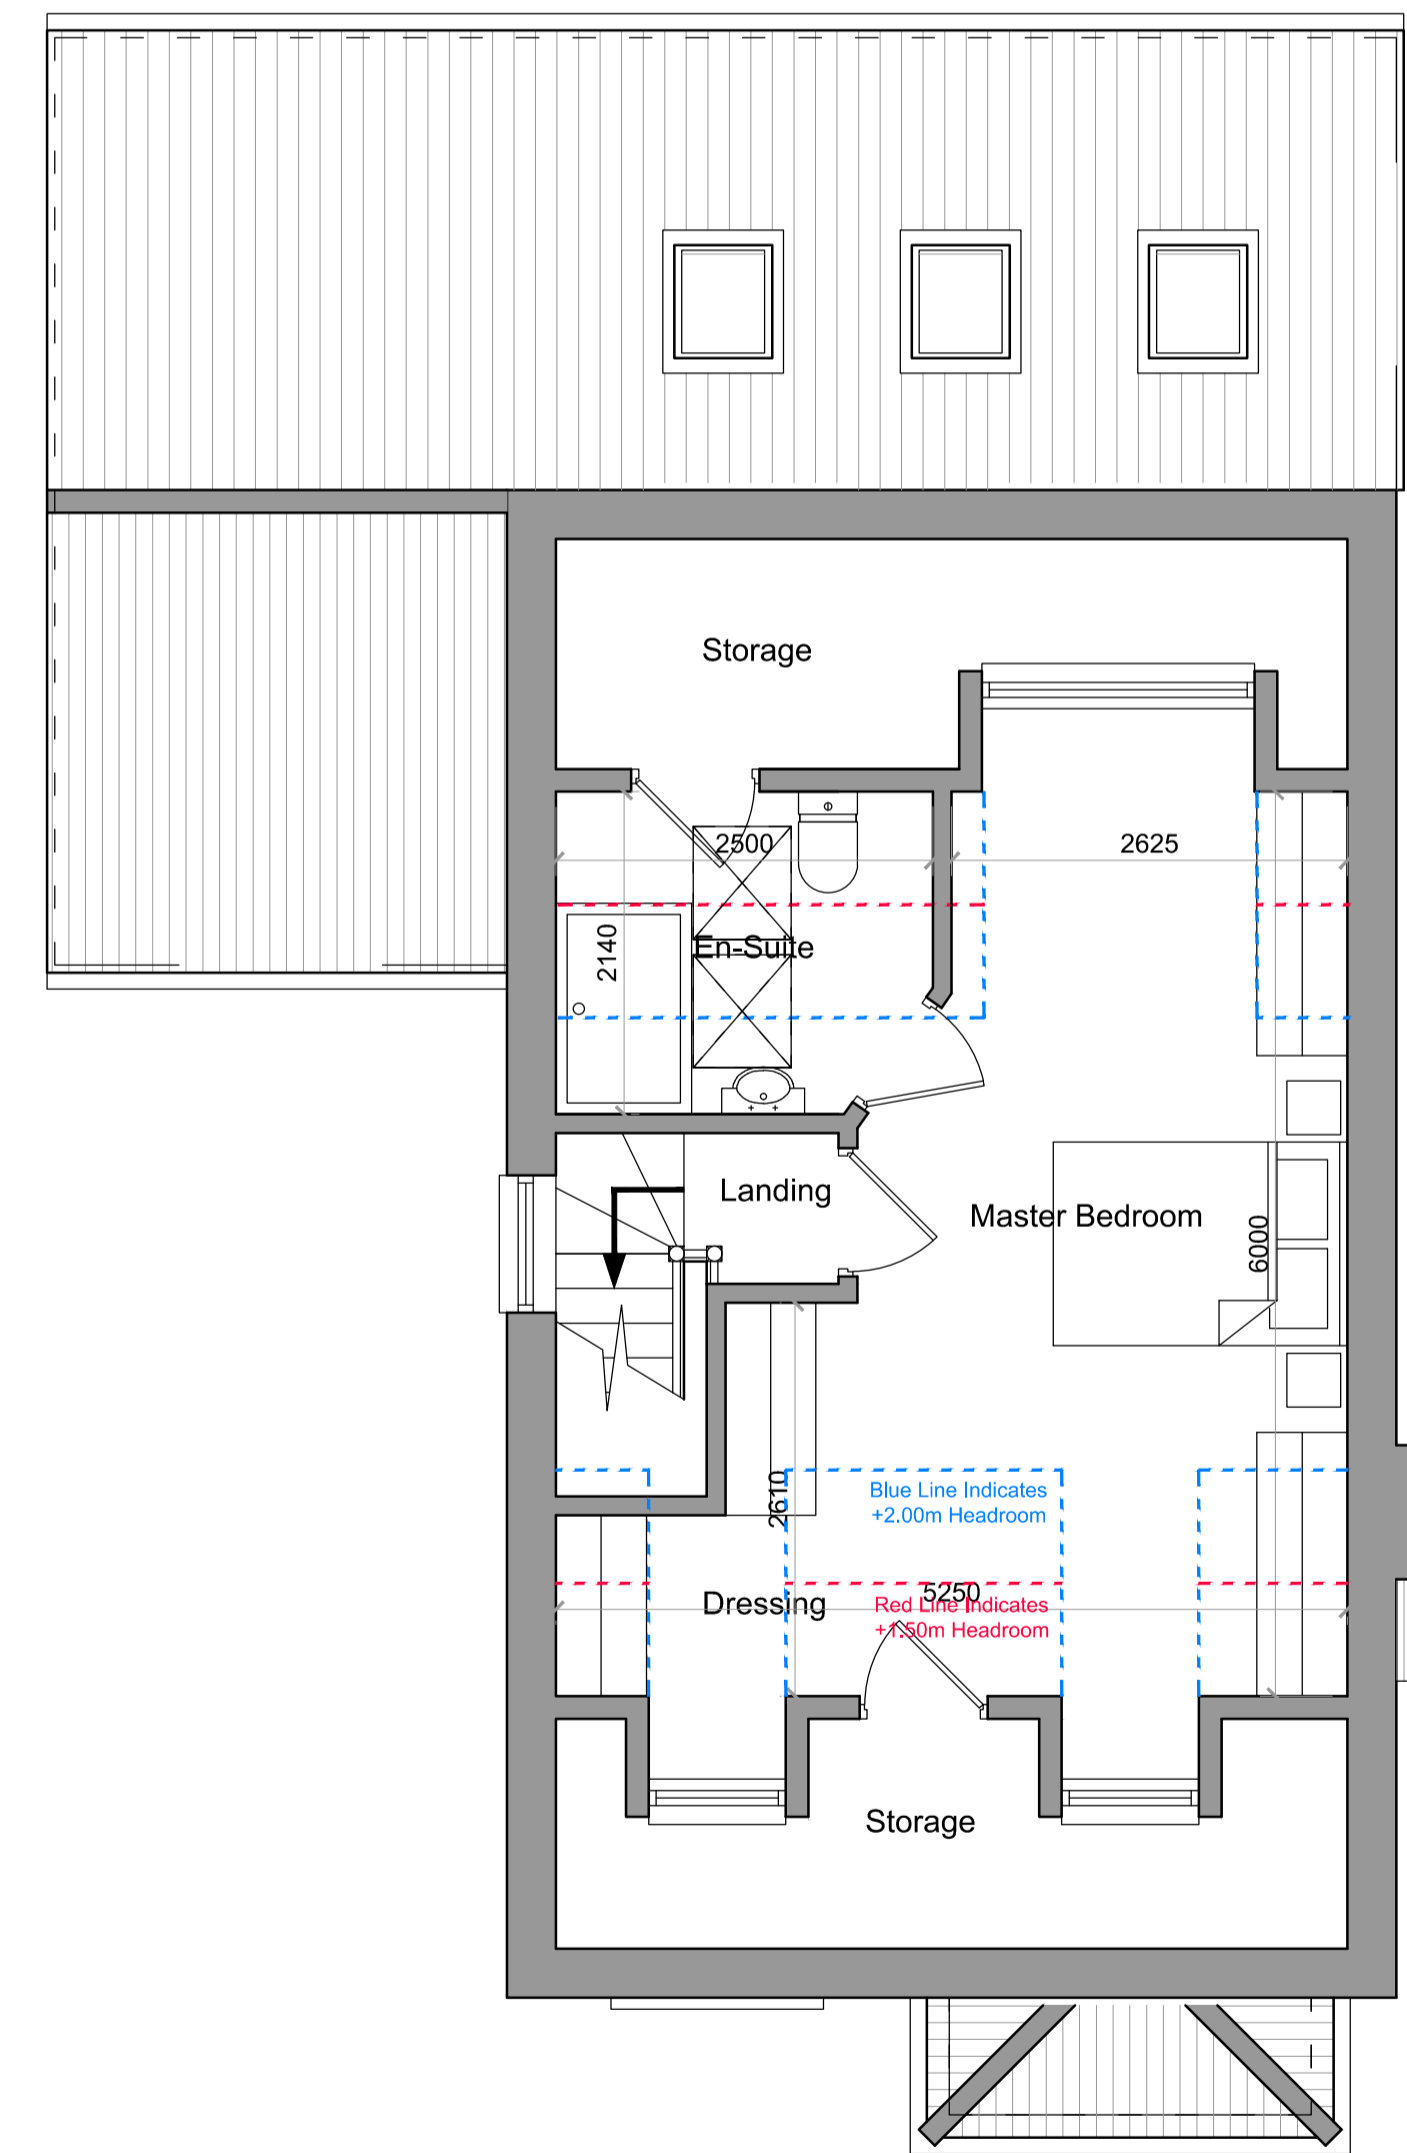 Storage
2500
2625
2140
En-Suite
Landing
Master Bedroom
6000
2610
Blue Line Indicates
+2.00m Headroom
5250
Dressing
Red Line Indicates
+1.50m Headroom
Storage